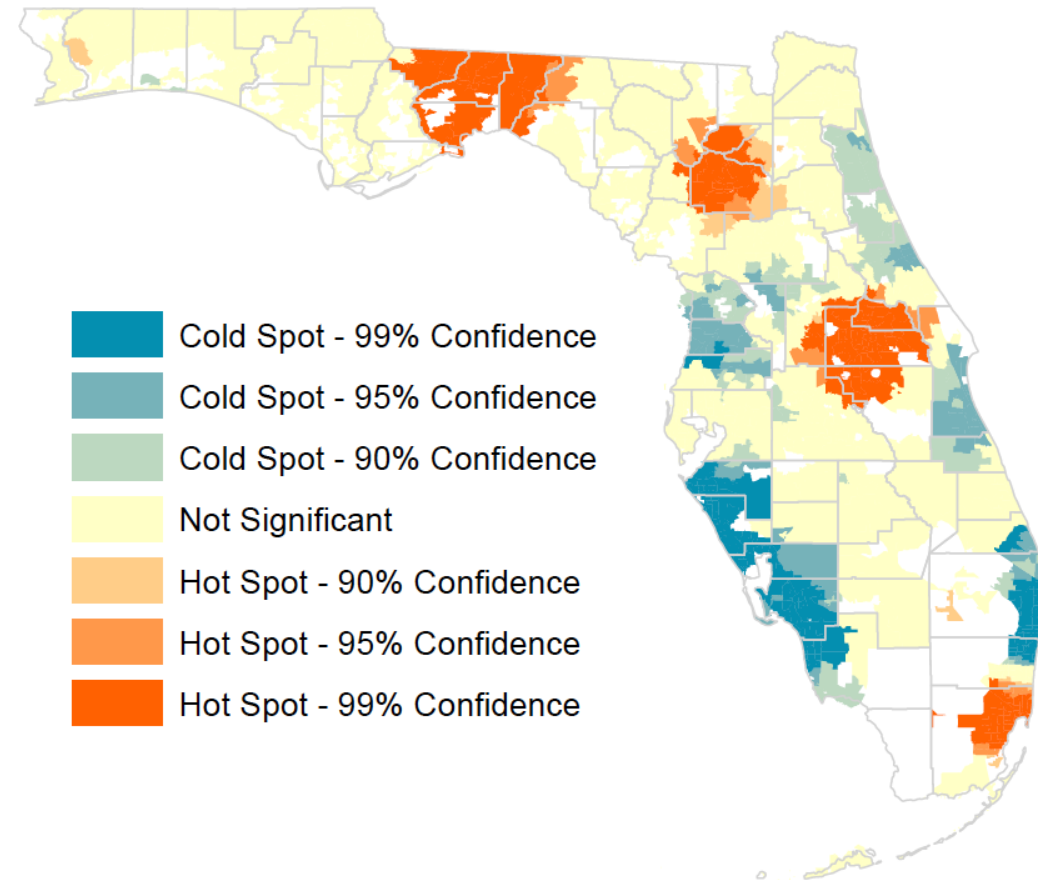 Cold Spot - 99% Confidence
Cold Spot - 95% Confidence
Cold Spot - 90% Confidence
Not Significant
Hot Spot - 90% Confidence
Hot Spot - 95% Confidence
Hot Spot - 99% Confidence